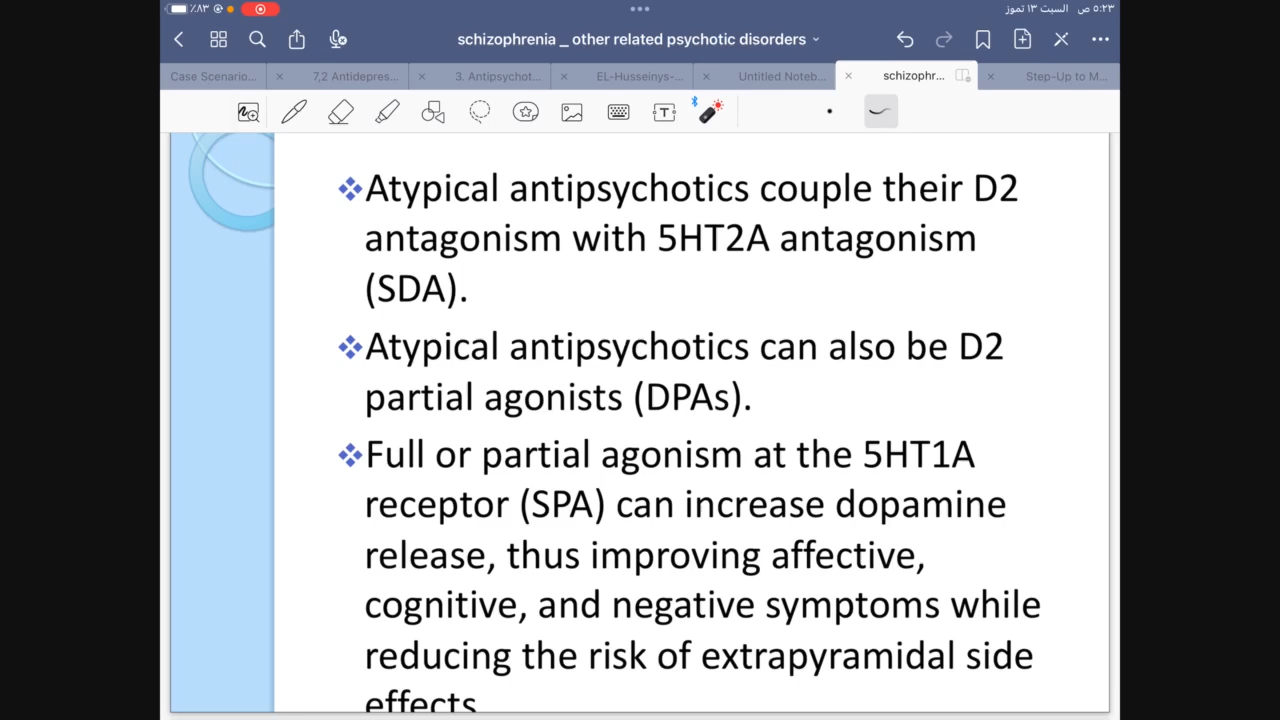 ٪٨٣
السبت ١٣ تموز ٥:٢٣ ص
schizophrenia _ other related psychotic disorders
Case Scenario... 7,2 Antidepres... 3. Antipsychot... EL-Husseinys-... Untitled Noteb... schizophr... Step-Up to M...
Atypical antipsychotics couple their D2
antagonism with 5HT2A antagonism
(SDA).
Atypical antipsychotics can also be D2
partial agonists (DPAs).
Full or partial agonism at the 5HT1A
receptor (SPA) can increase dopamine
release, thus improving affective,
cognitive, and negative symptoms while
reducing the risk of extrapyramidal side
effects